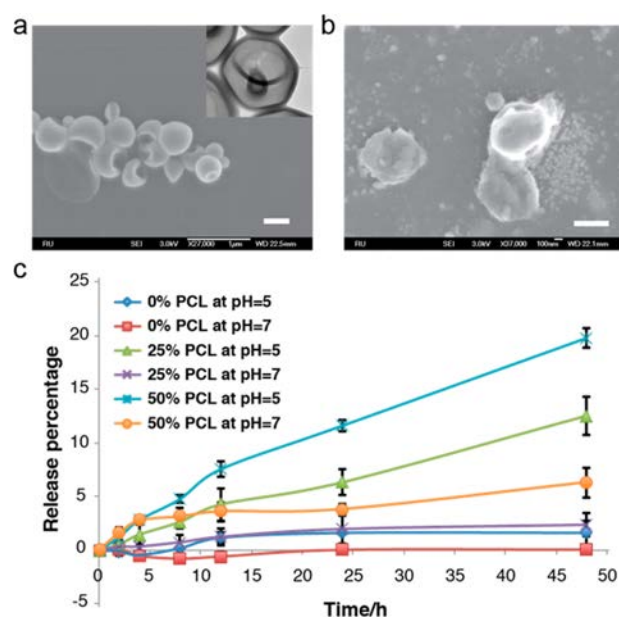 a
b
RU SEI 3.0kV X27,000 1μm WD 22.5mm
RU SEI 3.0kV X37,000 100nm WD 22.1mm
c
25
20
15
10
5
0
-5
Release percentage
0% PCL at pH=5
0% PCL at pH=7
25% PCL at pH=5
25% PCL at pH=7
50% PCL at pH=5
50% PCL at pH=7
0 5 10 15 20 25 30 35 40 45 50
Time/h